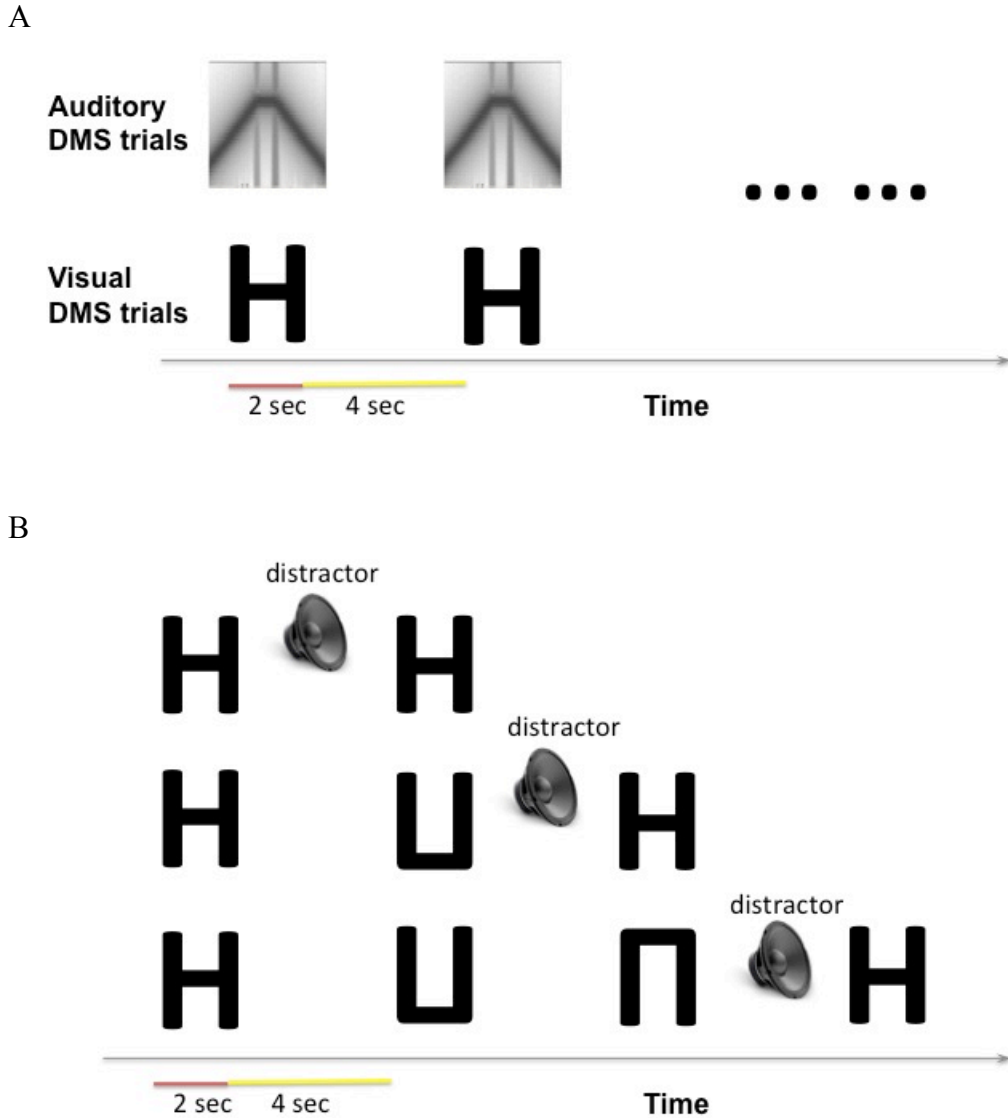 A
Auditory
DMS trials
Visual
DMS trials
2 sec 4 sec
Time
B
distractor
distractor
distractor
2 sec 4 sec
Time